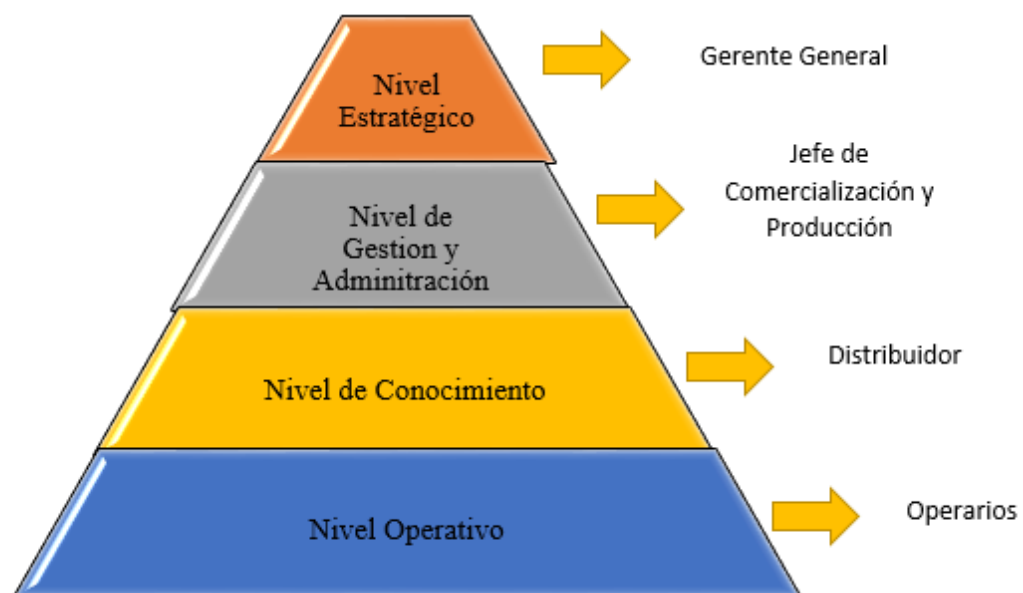 Nivel
Estratégico
Gerente General
Nivel de
Gestion y
Adminitración
Jefe de
Comercialización y
Producción
Nivel de Conocimiento
Distribuidor
Nivel Operativo
Operarios